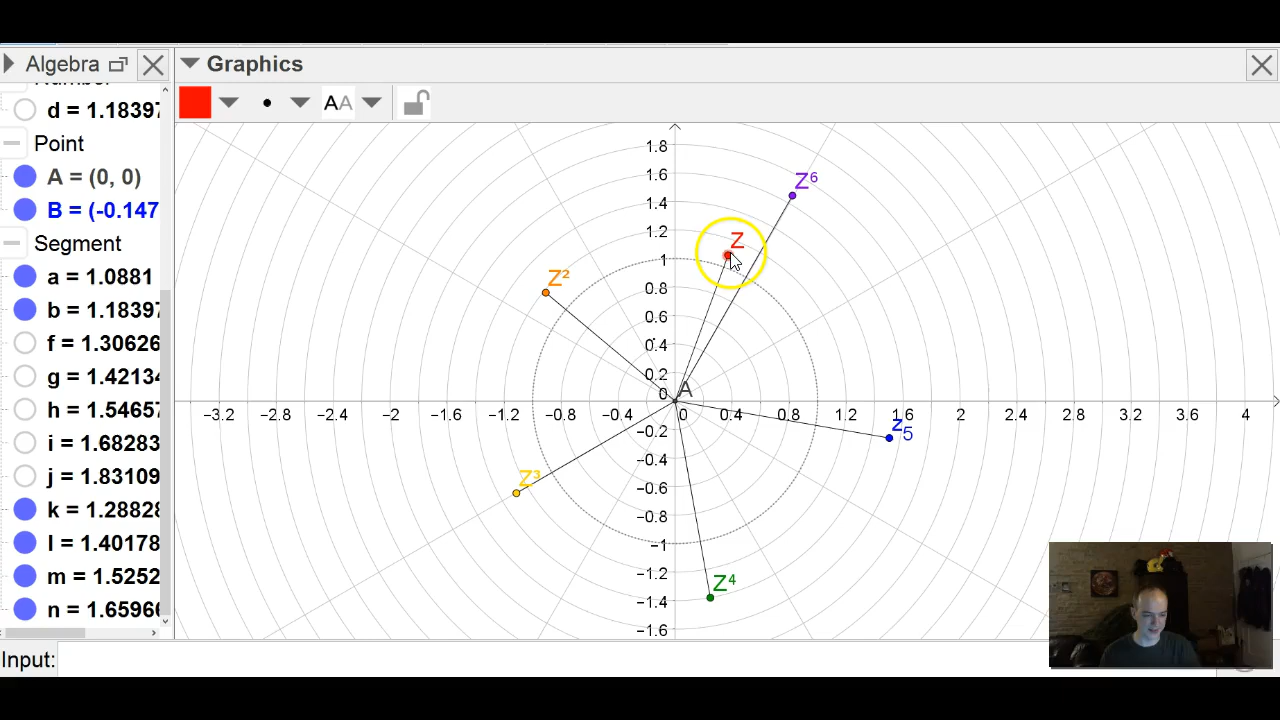 Algebra
Graphics
AA
d = 1.18397
Point
A = (0, 0)
B = (-0.147
Segment
a = 1.0881
b = 1.18397
f = 1.30626
g = 1.42134
h = 1.54657
i = 1.68283
j = 1.83109
k = 1.28828
l = 1.40178
m = 1.5252
n = 1.65966
1.8
1.6
1.4
1.2
1
0.8
0.6
0.4
0.2
0
-3.2 -2.8 -2.4 -2 -1.6 -1.2 -0.8 -0.4 0 0.4 0.8 1.2 1.6 2 2.4 2.8 3.2 3.6 4
-0.2
-0.4
-0.6
-0.8
-1
-1.2
-1.4
-1.6
Z⁶
Z
Z²
A
z₅
Z³
Z⁴
Input: